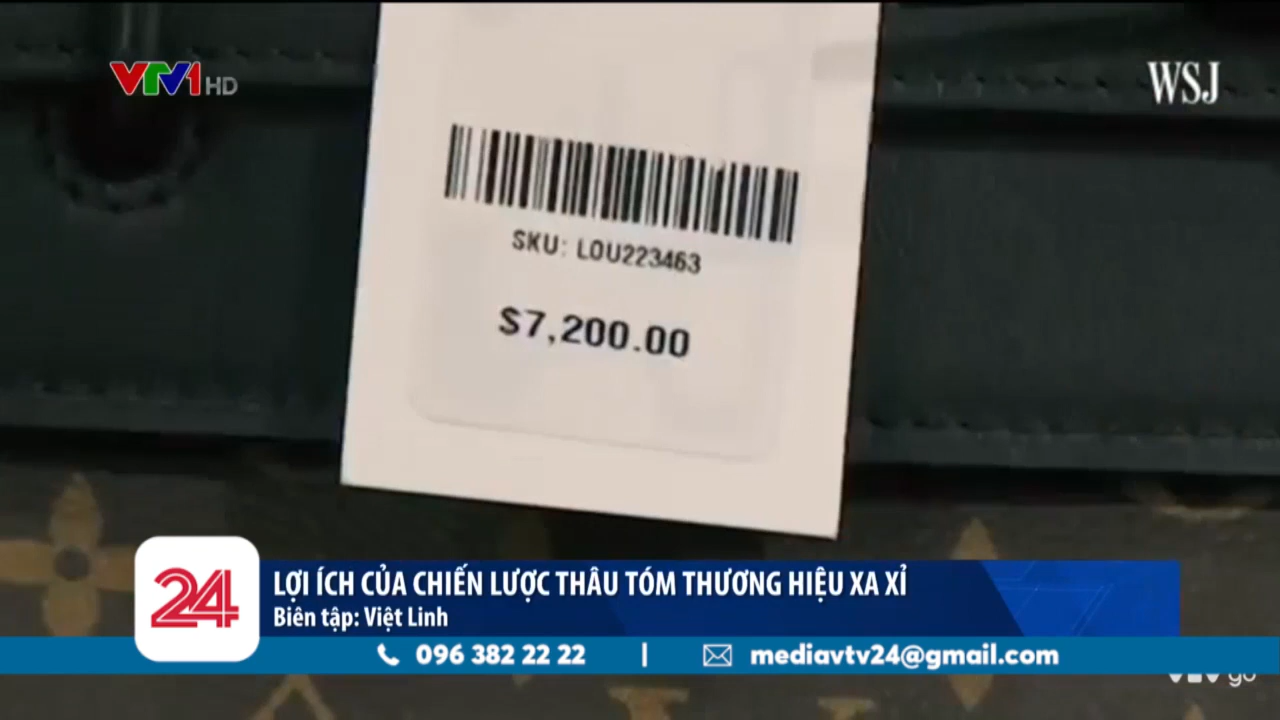 VTV1 HD
WSJ
SKU: LOU223463
$7,200.00
24
LỢI ÍCH CỦA CHIẾN LƯỢC THÂU TÓM THƯƠNG HIỆU XA XỈ
Biên tập: Việt Linh
096 382 22 22 | mediavtv24@gmail.com
go